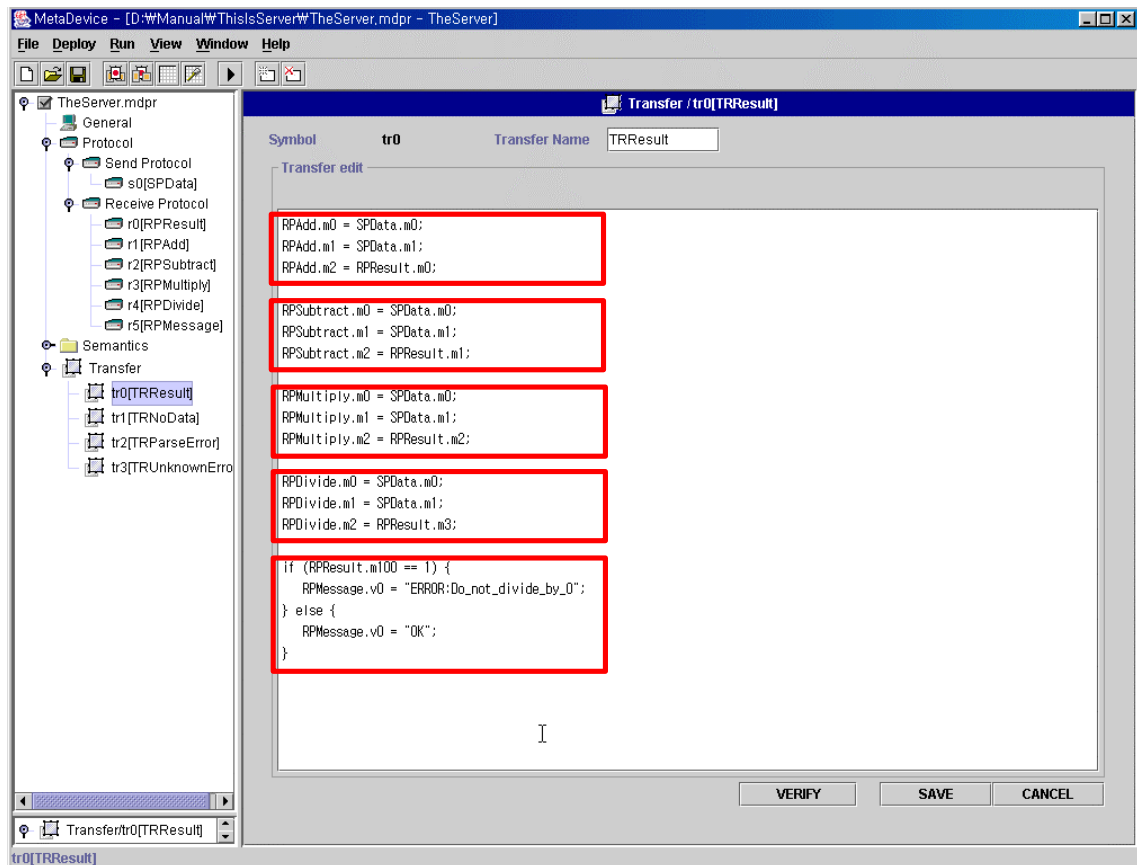 MetaDevice - [D:₩Manual₩ThisIsServer₩TheServer.mdpr - TheServer]
File Deploy Run View Window Help
TheServer.mdpr
General
Protocol
Send Protocol
s0[SPData]
Receive Protocol
r0[RPResult]
r1[RPAdd]
r2[RPSubtract]
r3[RPMultiply]
r4[RPDivide]
r5[RPMessage]
Semantics
Transfer
tr0[TRResult]
tr1[TRNoData]
tr2[TRParseError]
tr3[TRUnknownErro
Transfer/tr0[TRResult]
tr0[TRResult]
Transfer / tr0[TRResult]
Symbol tr0 Transfer Name TRResult
Transfer edit
RPAdd.m0 = SPData.m0;
RPAdd.m1 = SPData.m1;
RPAdd.m2 = RPResult.m0;
RPSubtract.m0 = SPData.m0;
RPSubtract.m1 = SPData.m1;
RPSubtract.m2 = RPResult.m1;
RPMultiply.m0 = SPData.m0;
RPMultiply.m1 = SPData.m1;
RPMultiply.m2 = RPResult.m2;
RPDivide.m0 = SPData.m0;
RPDivide.m1 = SPData.m1;
RPDivide.m2 = RPResult.m3;
if (RPResult.m100 == 1) {
RPMessage.v0 = "ERROR:Do_not_divide_by_0";
} else {
RPMessage.v0 = "OK";
}
VERIFY SAVE CANCEL